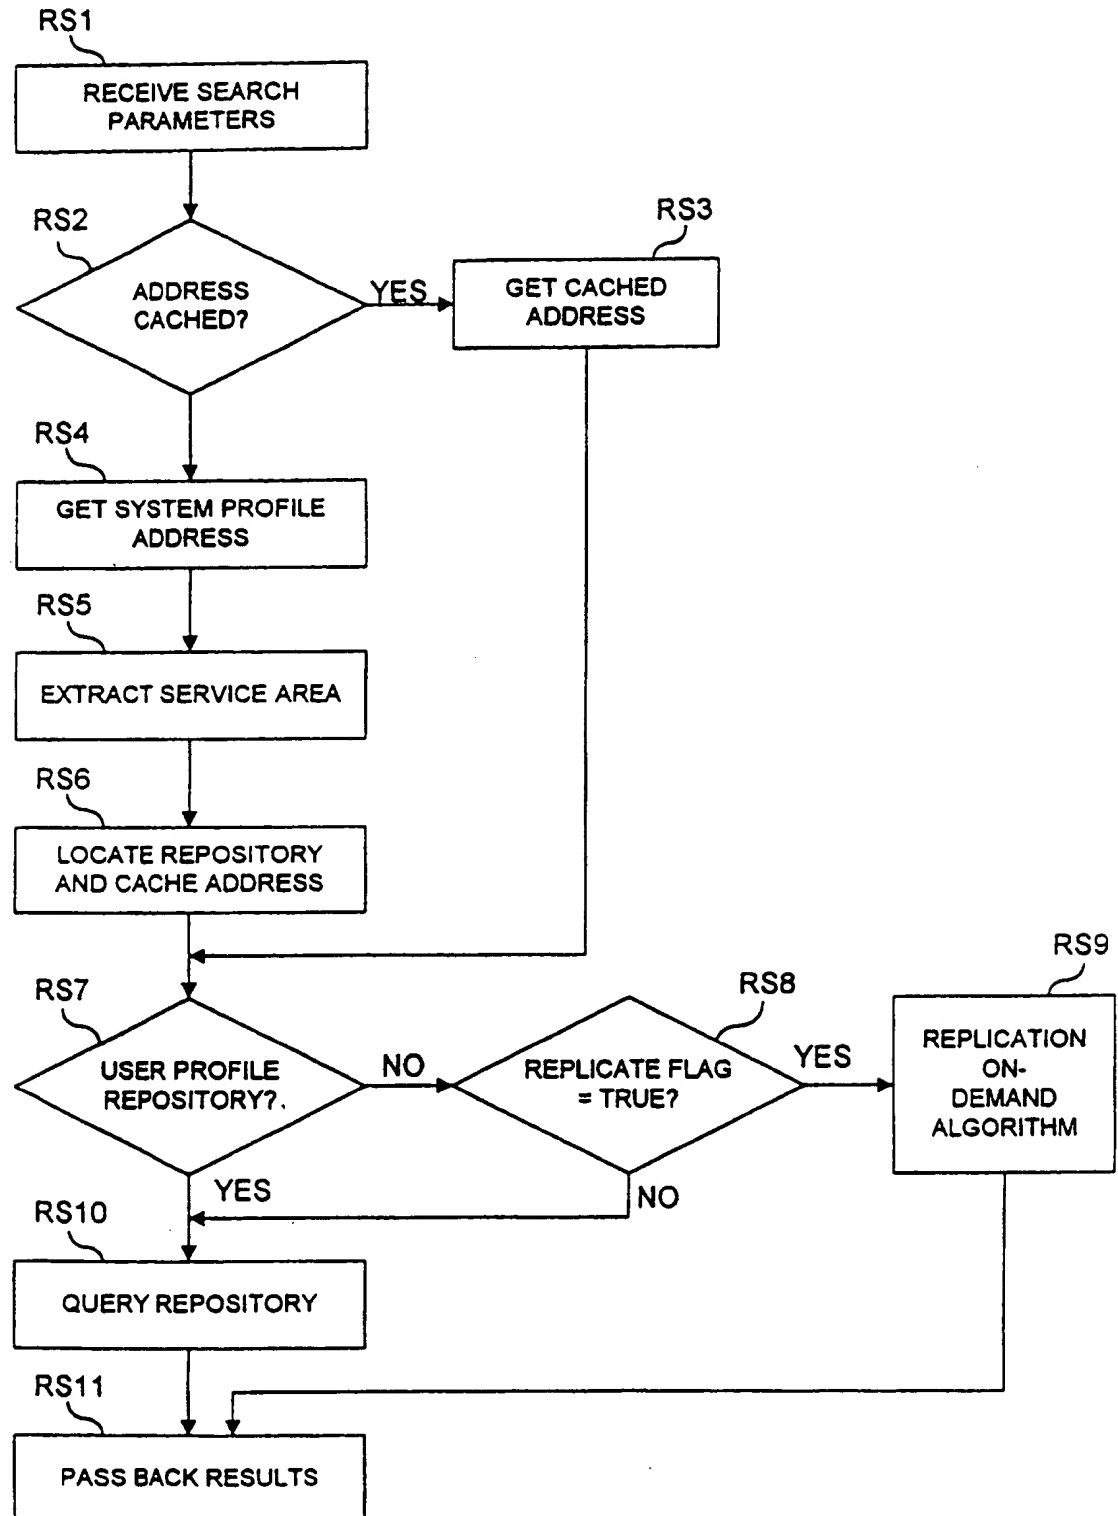 RS1
RECEIVE SEARCH
PARAMETERS
RS2
ADDRESS
CACHED?
YES
RS3
GET CACHED
ADDRESS
RS4
GET SYSTEM PROFILE
ADDRESS
RS5
EXTRACT SERVICE AREA
RS6
LOCATE REPOSITORY
AND CACHE ADDRESS
RS7
USER PROFILE
REPOSITORY?
NO
YES
RS8
REPLICATE FLAG
= TRUE?
YES
NO
RS9
REPLICATION
ON-
DEMAND
ALGORITHM
RS10
QUERY REPOSITORY
RS11
PASS BACK RESULTS